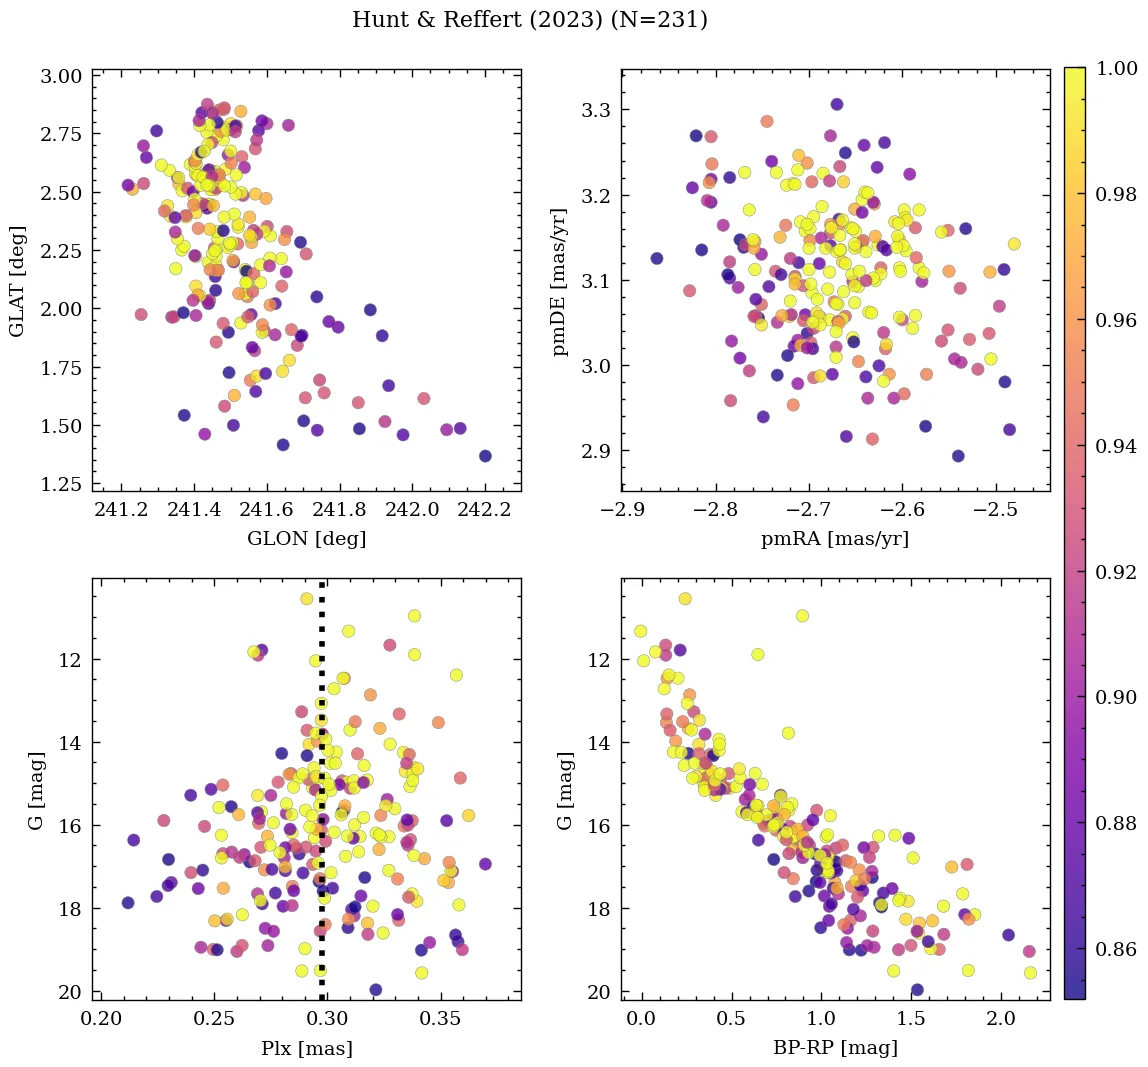 Hunt & Reffert (2023) (N=231)
3.00
2.75
2.50
2.25
2.00
1.75
1.50
1.25
GLAT [deg]
241.2 241.4 241.6 241.8 242.0 242.2
GLON [deg]
3.3
3.2
3.1
3.0
2.9
pmDE [mas/yr]
−2.9 −2.8 −2.7 −2.6 −2.5
pmRA [mas/yr]
12
14
16
18
20
G [mag]
0.20 0.25 0.30 0.35
Plx [mas]
12
14
16
18
20
G [mag]
0.0 0.5 1.0 1.5 2.0
BP-RP [mag]
1.00
0.98
0.96
0.94
0.92
0.90
0.88
0.86